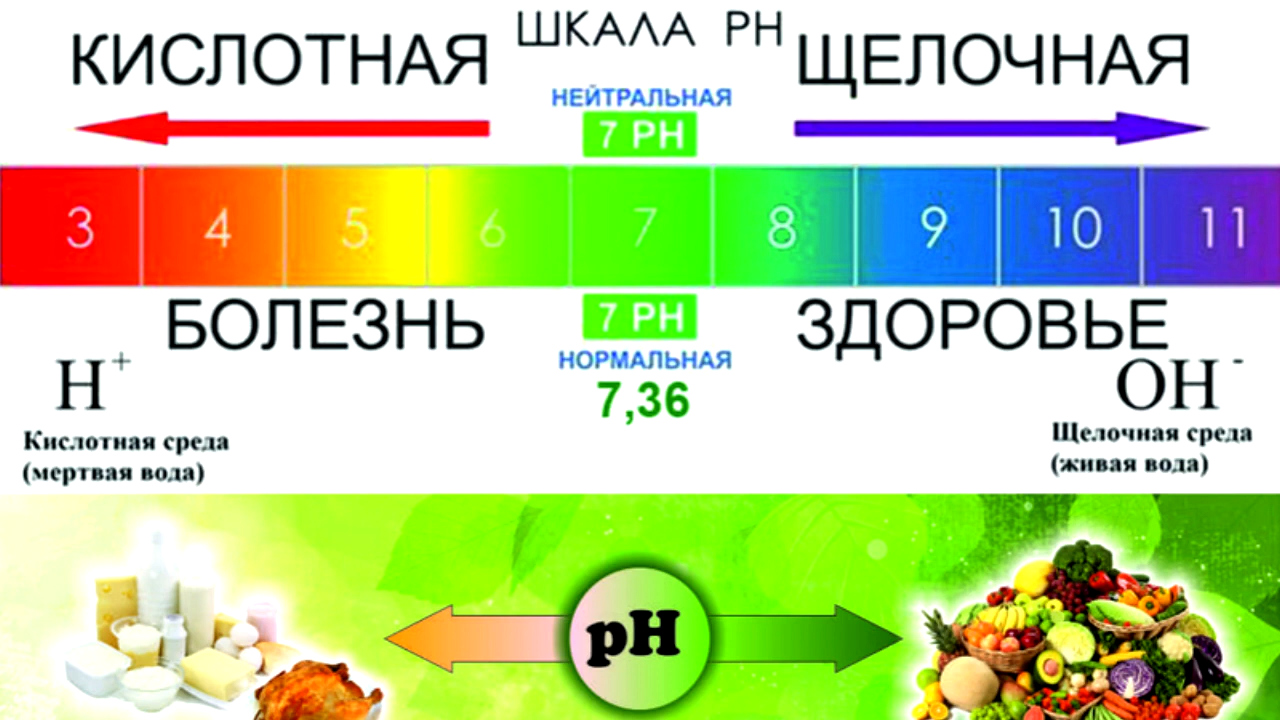 ШКАЛА PH
КИСЛОТНАЯ
ЩЕЛОЧНАЯ
НЕЙТРАЛЬНАЯ
7 PH
3 4 5 6 7 8 9 10 11
БОЛЕЗНЬ
7 PH
ЗДОРОВЬЕ
НОРМАЛЬНАЯ
7,36
H+
OH-
Кислотная среда
(мертвая вода)
Щелочная среда
(живая вода)
pH